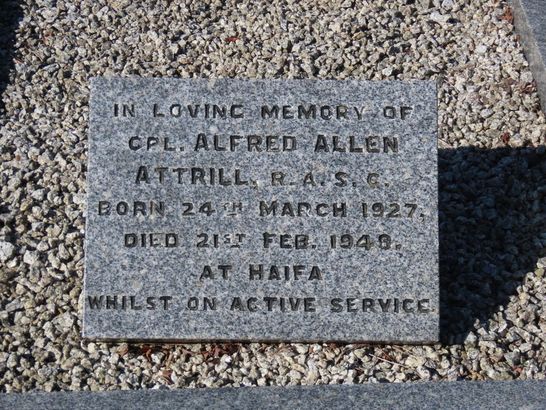 IN LOVING MEMORY OF
CPL. ALFRED ALLEN
ATTRILL, R.A.S.C.
BORN 24TH MARCH 1927.
DIED 21ST FEB. 1948.
AT HAIFA
WHILST ON ACTIVE SERVICE.